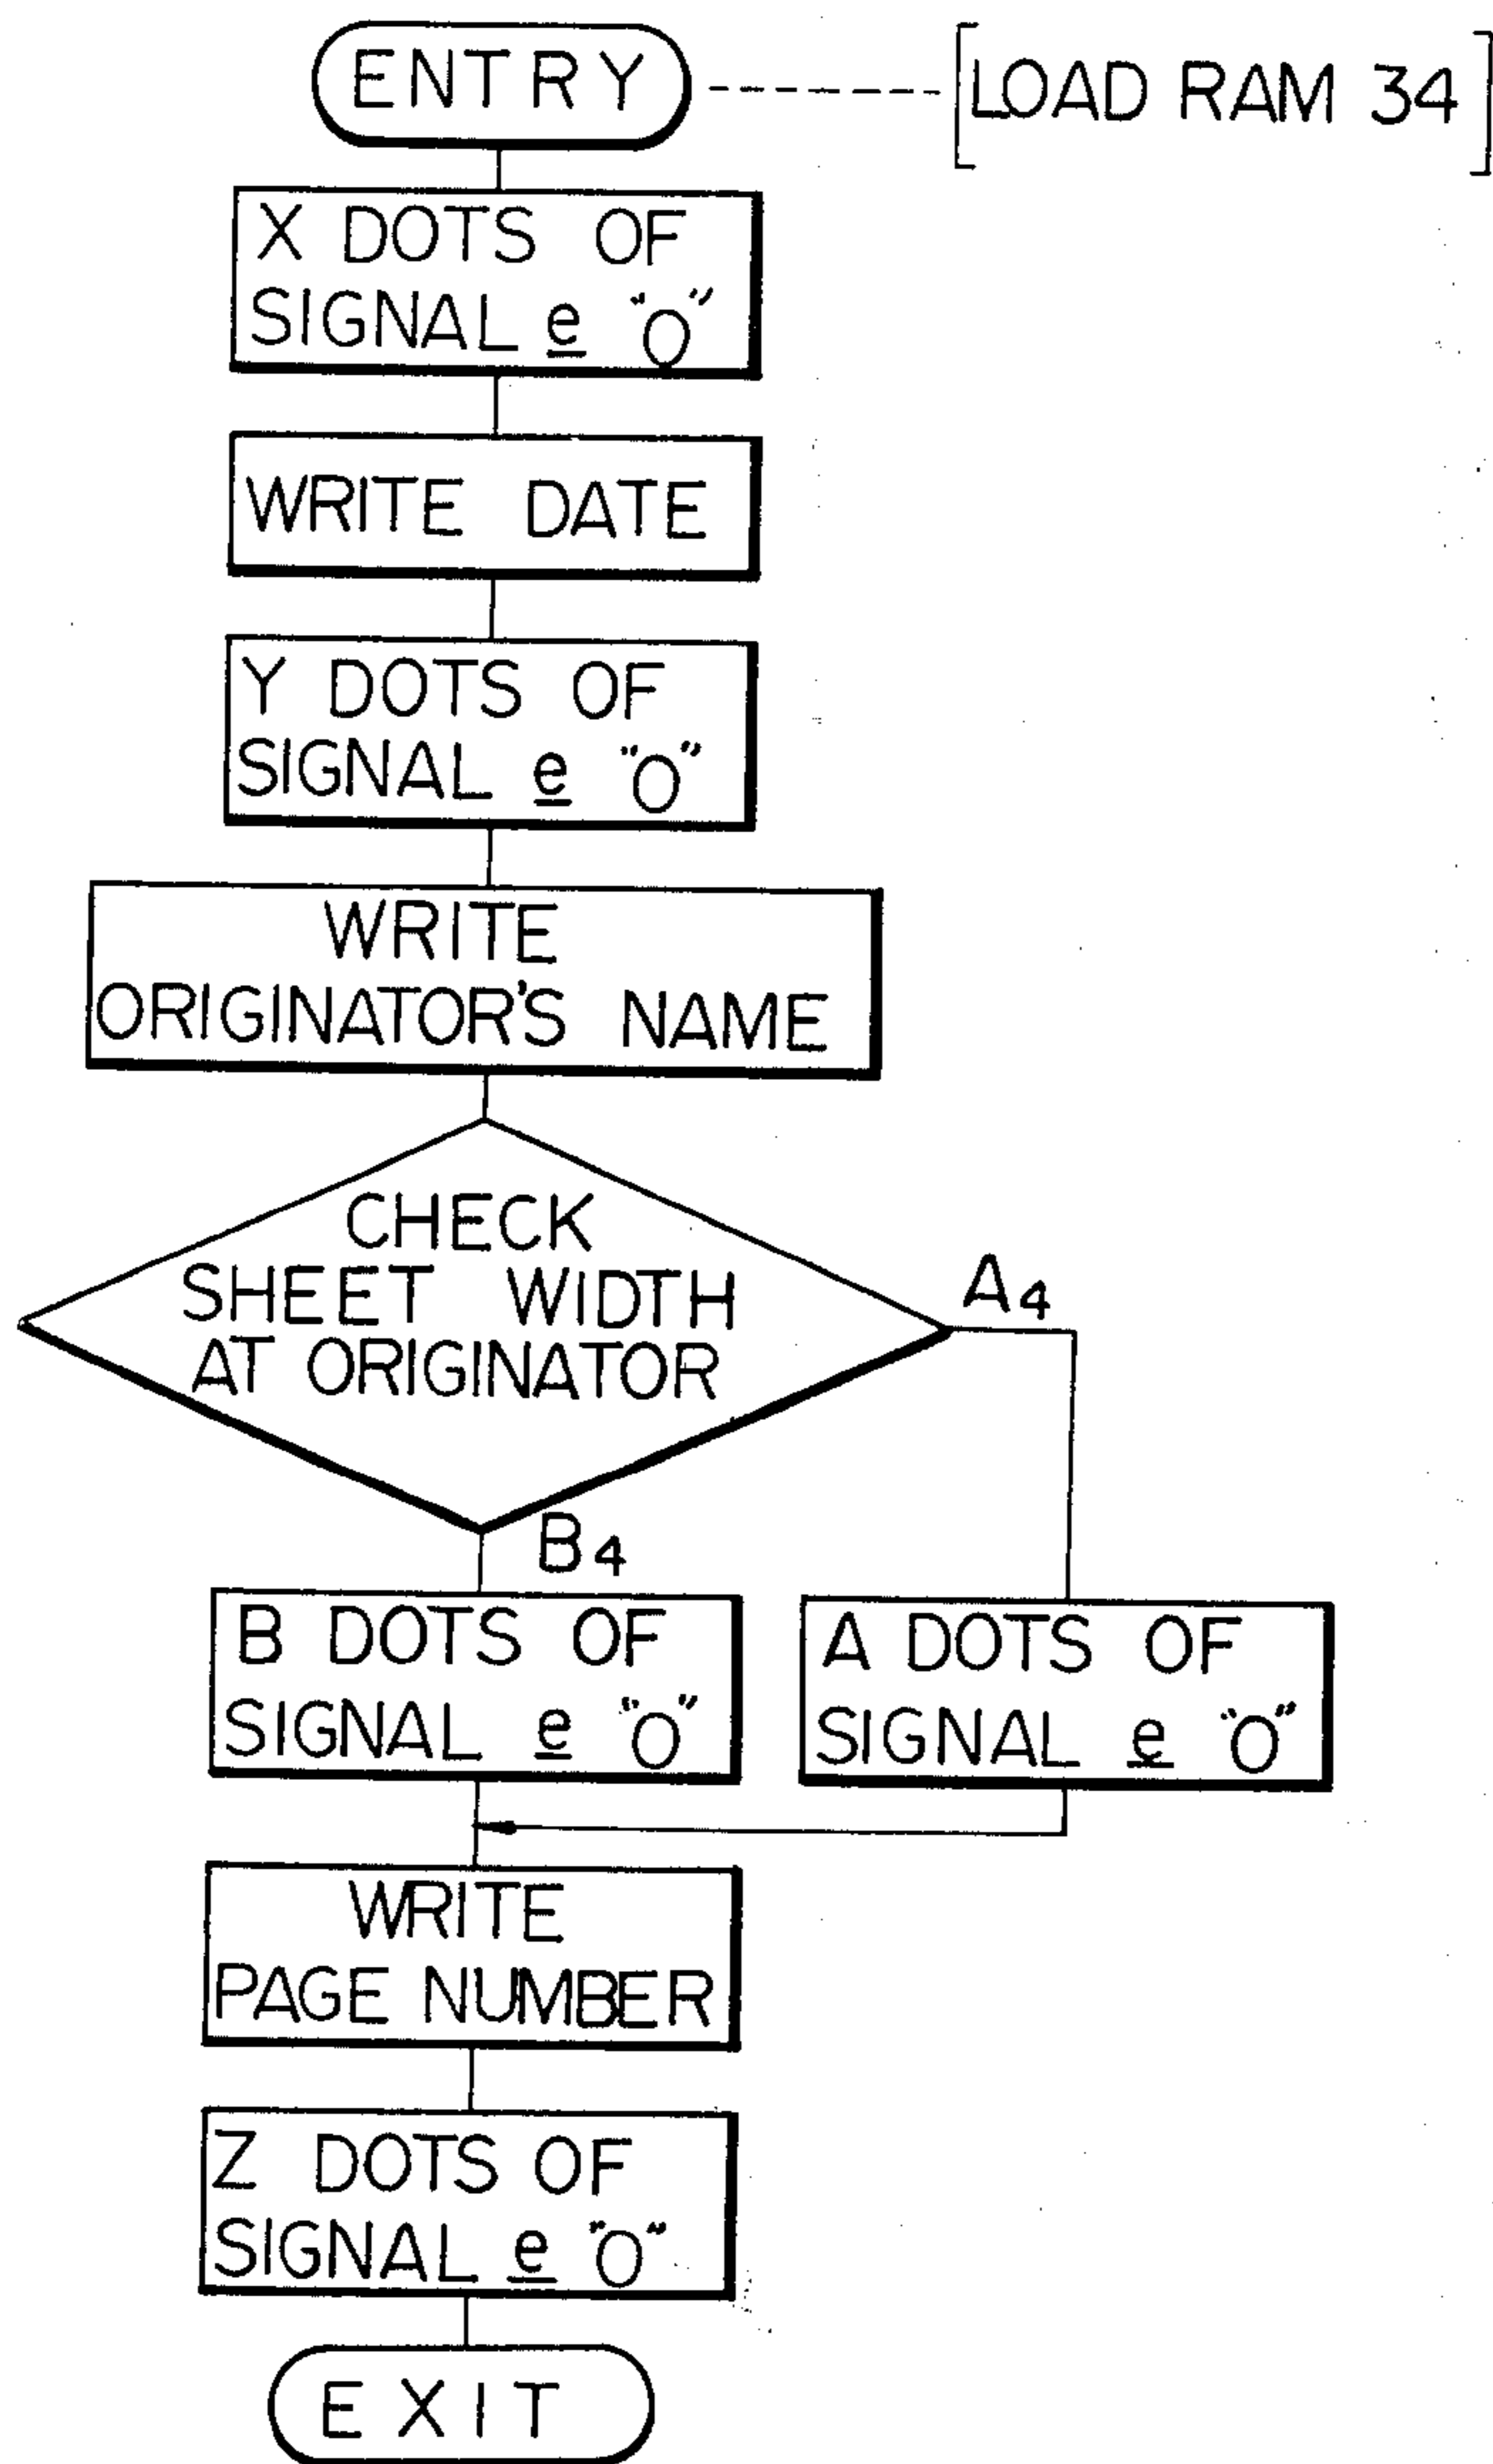 ENTRY
[LOAD RAM 34]
X DOTS OF
SIGNAL e "0"
WRITE DATE
Y DOTS OF
SIGNAL e "0"
WRITE
ORIGINATOR'S NAME
CHECK
SHEET WIDTH
AT ORIGINATOR
A4
B4
B DOTS OF
SIGNAL e "0"
A DOTS OF
SIGNAL e "0"
WRITE
PAGE NUMBER
Z DOTS OF
SIGNAL e "0"
EXIT